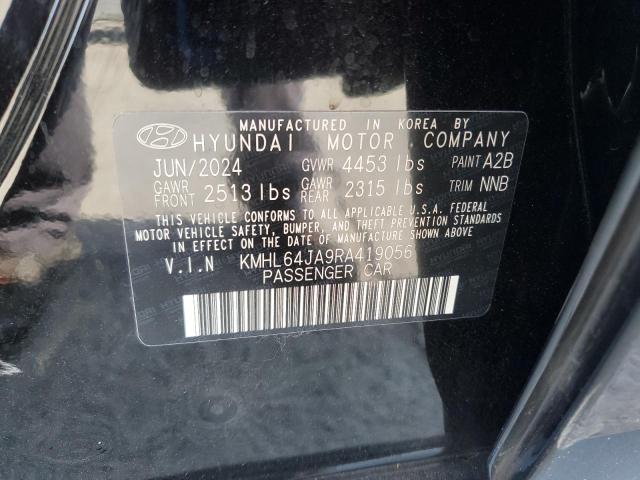 MANUFACTURED IN KOREA BY
HYUNDAI MOTOR COMPANY
JUN/2024 GVWR 4453 lbs PAINT A2B
GAWR FRONT 2513 lbs GAWR REAR 2315 lbs TRIM NNB
THIS VEHICLE CONFORMS TO ALL APPLICABLE U.S.A. FEDERAL
MOTOR VEHICLE SAFETY, BUMPER, AND THEFT PREVENTION STANDARDS
IN EFFECT ON THE DATE OF MANUFACTURE SHOWN ABOVE
V.I.N KMHL64JA9RA419056
PASSENGER CAR